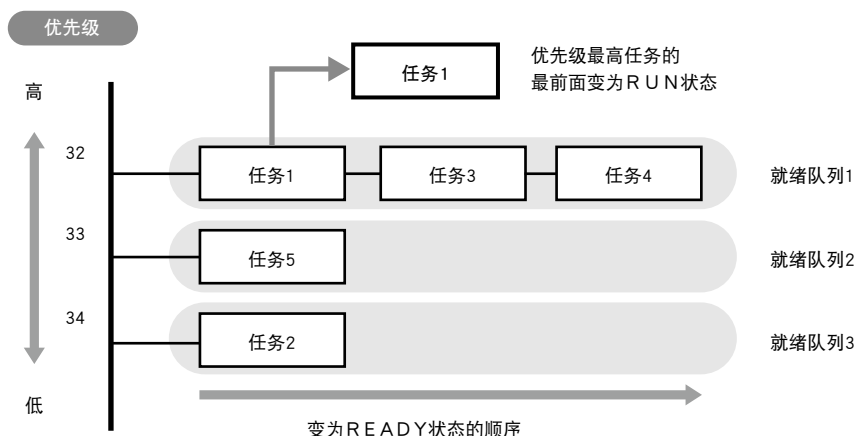 优先级
任务1
优先级最高任务的
最前面变为RUN状态
高
32
任务1
任务3
任务4
就绪队列1
33
任务5
就绪队列2
34
任务2
就绪队列3
低
变为READY状态的顺序